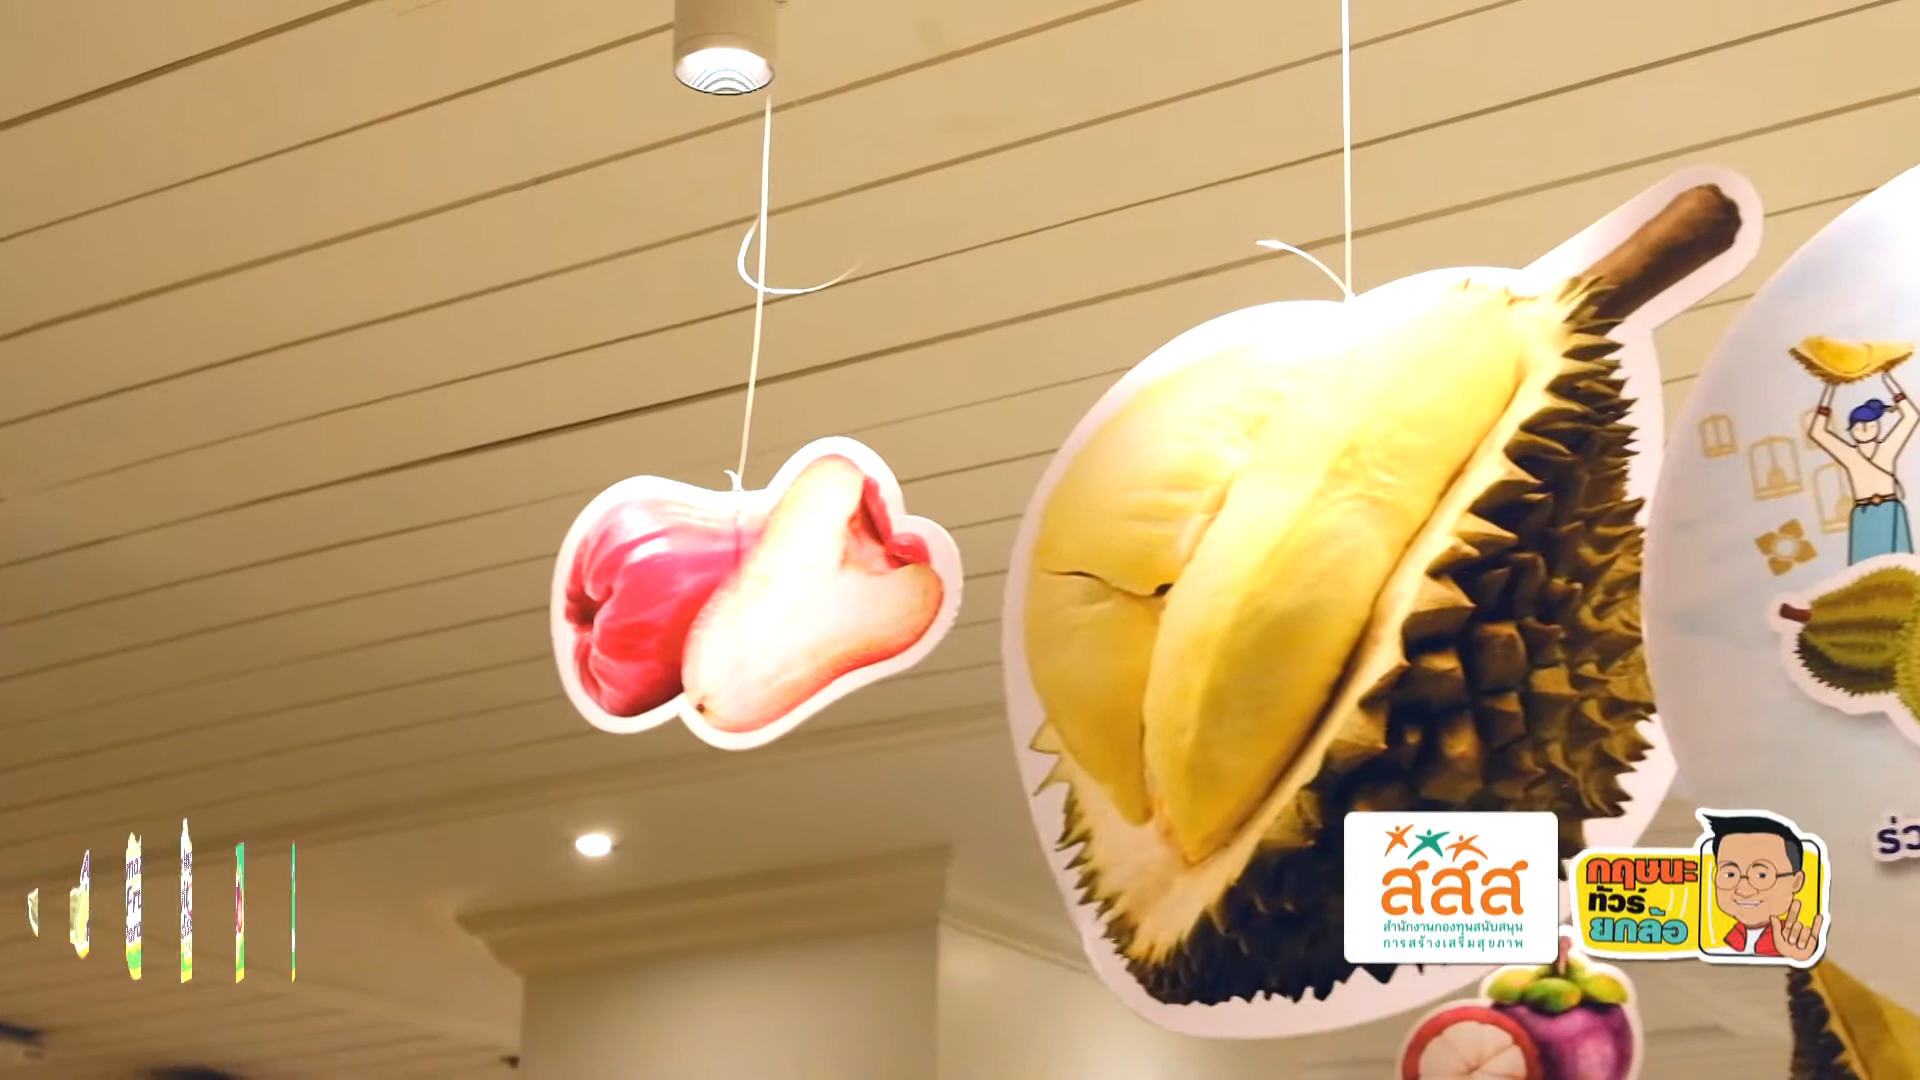 สสส
สำนักงานกองทุนสนับสนุน
การสร้างเสริมสุขภาพ
กฤษนะ
ทัวร์
ยกล้อ